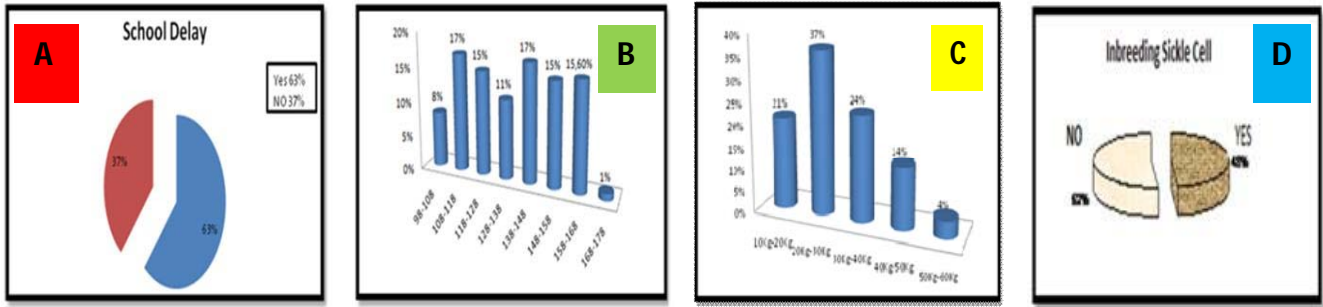 A
School Delay
Yes 63%
NO 37%
37%
63%
B
20%
15%
10%
5%
0%
8%
17%
15%
11%
17%
15%
15,60%
1%
98-108
108-118
118-128
128-138
138-148
148-158
158-168
168-178
C
40%
35%
30%
25%
20%
15%
10%
5%
0%
37%
24%
14%
4%
10Kg-20Kg
20Kg-30Kg
30Kg-40Kg
40Kg-50Kg
50Kg-60Kg
D
Inbreeding Sickle Cell
NO
YES